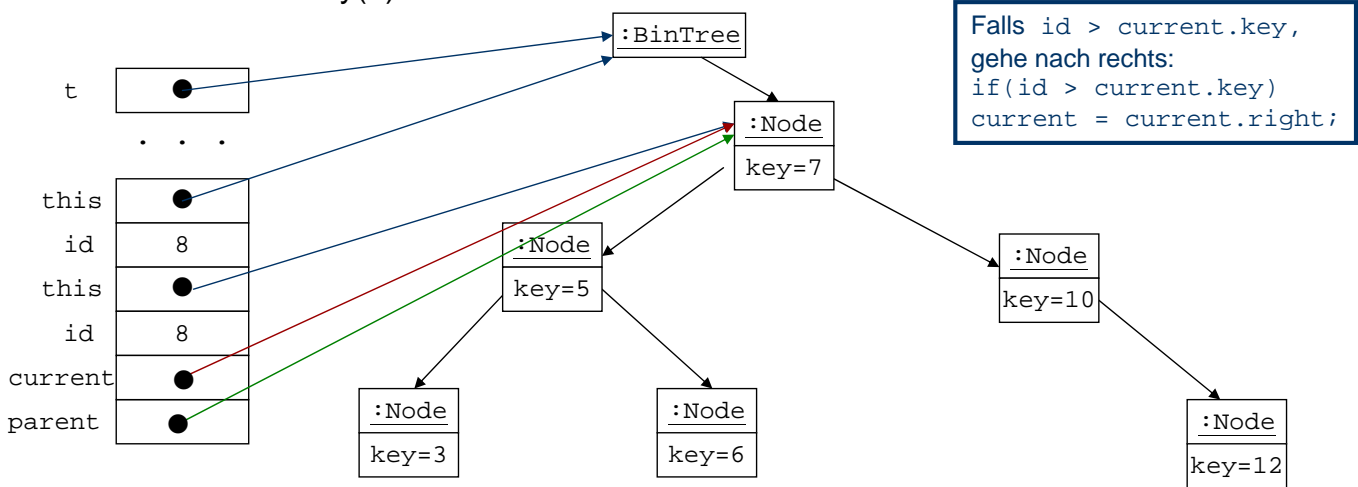 :BinTree
Falls id > current.key,
gehe nach rechts:
if(id > current.key)
current = current.right;
t
. . .
:Node
key=7
this
id 8
this
id 8
current
parent
:Node
key=5
:Node
key=10
:Node
key=3
:Node
key=6
:Node
key=12